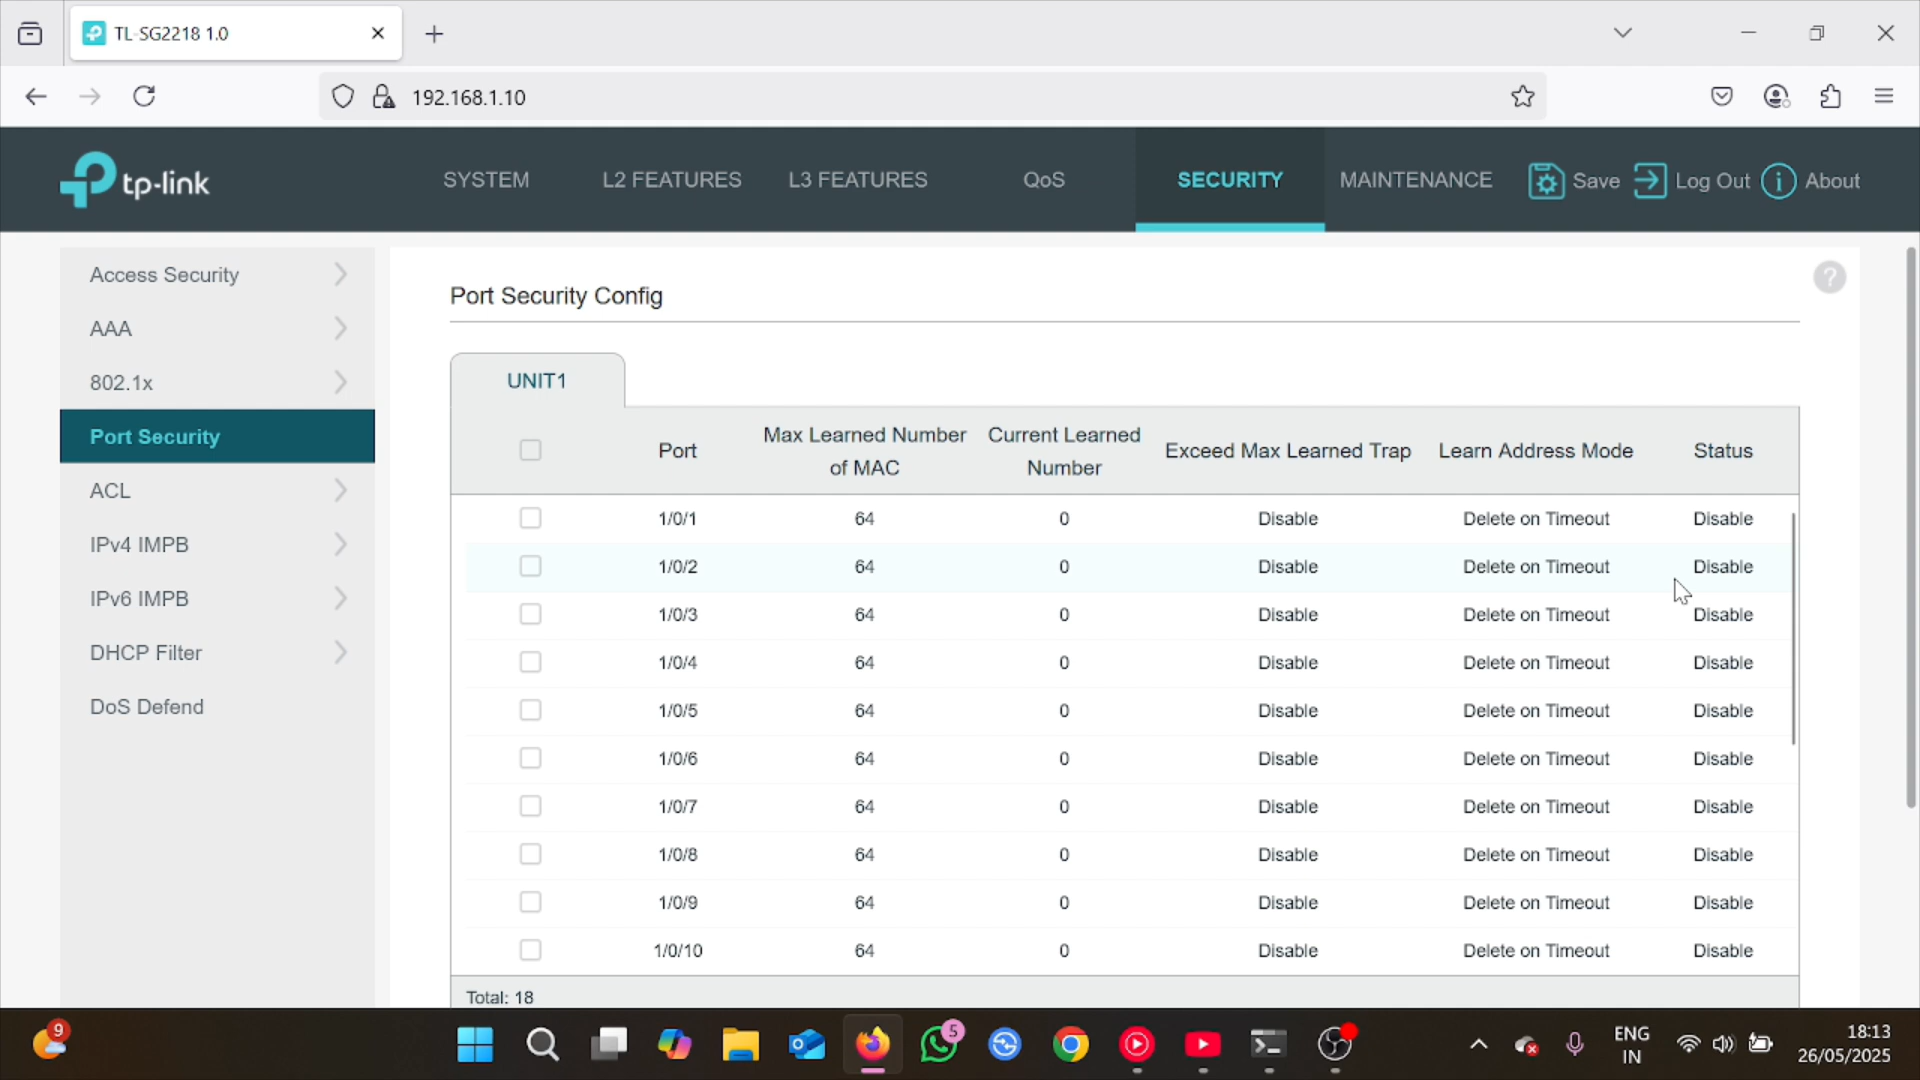 TL-SG2218 1.0
192.168.1.10
tp-link
SYSTEM
L2 FEATURES
L3 FEATURES
QoS
SECURITY
MAINTENANCE
Save
Log Out
About
Access Security
AAA
802.1x
Port Security
ACL
IPv4 IMPB
IPv6 IMPB
DHCP Filter
DoS Defend
Port Security Config
?
UNIT1
Port
Max Learned Number
of MAC
Current Learned
Number
Exceed Max Learned Trap
Learn Address Mode
Status
1/0/1 64 0 Disable Delete on Timeout Disable
1/0/2 64 0 Disable Delete on Timeout Disable
1/0/3 64 0 Disable Delete on Timeout Disable
1/0/4 64 0 Disable Delete on Timeout Disable
1/0/5 64 0 Disable Delete on Timeout Disable
1/0/6 64 0 Disable Delete on Timeout Disable
1/0/7 64 0 Disable Delete on Timeout Disable
1/0/8 64 0 Disable Delete on Timeout Disable
1/0/9 64 0 Disable Delete on Timeout Disable
1/0/10 64 0 Disable Delete on Timeout Disable
Total: 18
9
5
ENG
IN
18:13
26/05/2025